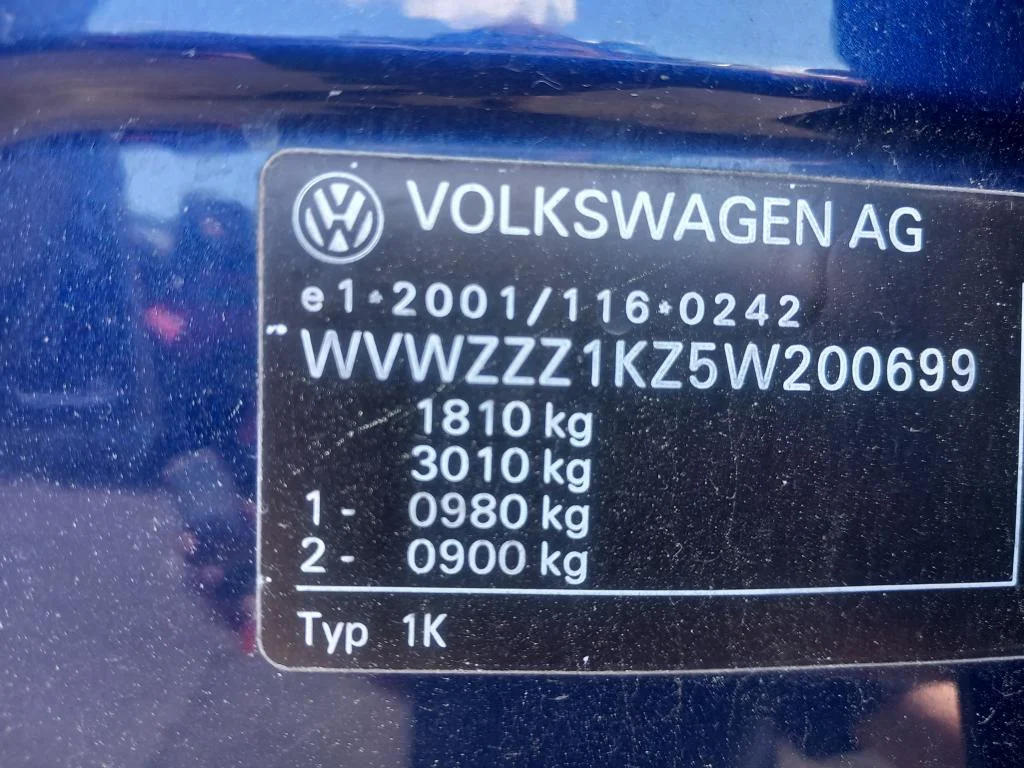 VOLKSWAGEN AG
e1*2001/116*0242
WVWZZZ1KZ5W200699
1810 kg
3010 kg
1- 0980 kg
2- 0900 kg
Typ 1K